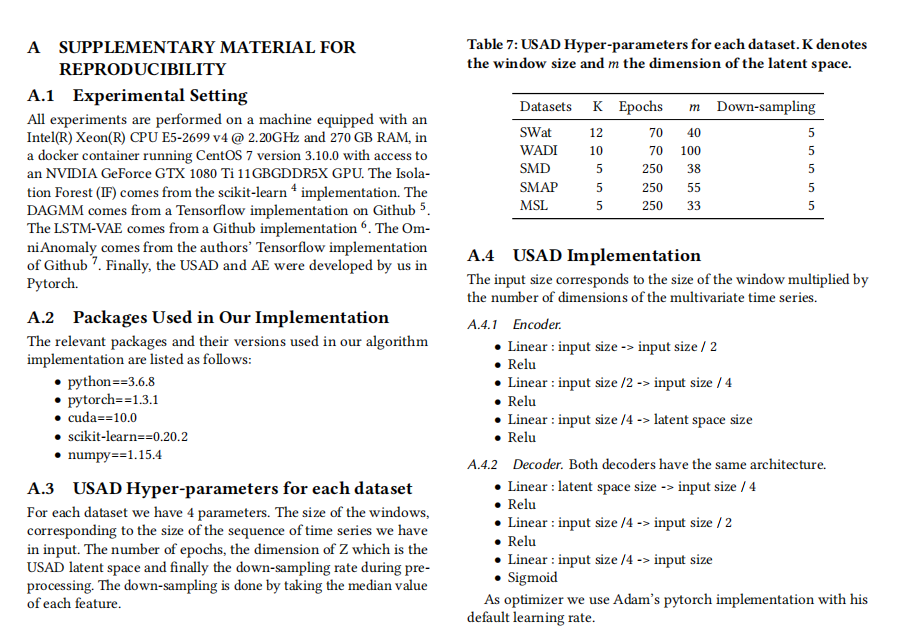 A SUPPLEMENTARY MATERIAL FOR
REPRODUCIBILITY
A.1 Experimental Setting
All experiments are performed on a machine equipped with an
Intel(R) Xeon(R) CPU E5-2699 v4 @ 2.20GHz and 270 GB RAM, in
a docker container running CentOS 7 version 3.10.0 with access to
an NVIDIA GeForce GTX 1080 Ti 11GBGDDR5X GPU. The Isola-
tion Forest (IF) comes from the scikit-learn 4 implementation. The
DAGMM comes from a Tensorflow implementation on Github 5.
The LSTM-VAE comes from a Github implementation 6. The Om-
niAnomaly comes from the authors' Tensorflow implementation
of Github 7. Finally, the USAD and AE were developed by us in
Pytorch.
A.2 Packages Used in Our Implementation
The relevant packages and their versions used in our algorithm
implementation are listed as follows:
• python==3.6.8
• pytorch==1.3.1
• cuda==10.0
• scikit-learn==0.20.2
• numpy==1.15.4
A.3 USAD Hyper-parameters for each dataset
For each dataset we have 4 parameters. The size of the windows,
corresponding to the size of the sequence of time series we have
in input. The number of epochs, the dimension of Z which is the
USAD latent space and finally the down-sampling rate during pre-
processing. The down-sampling is done by taking the median value
of each feature.
Table 7: USAD Hyper-parameters for each dataset. K denotes
the window size and m the dimension of the latent space.
Datasets K Epochs m Down-sampling
SWat 12 70 40 5
WADI 10 70 100 5
SMD 5 250 38 5
SMAP 5 250 55 5
MSL 5 250 33 5
A.4 USAD Implementation
The input size corresponds to the size of the window multiplied by
the number of dimensions of the multivariate time series.
A.4.1 Encoder.
• Linear : input size -> input size / 2
• Relu
• Linear : input size /2 -> input size / 4
• Relu
• Linear : input size /4 -> latent space size
• Relu
A.4.2 Decoder. Both decoders have the same architecture.
• Linear : latent space size -> input size / 4
• Relu
• Linear : input size /4 -> input size / 2
• Relu
• Linear : input size /4 -> input size
• Sigmoid
As optimizer we use Adam's pytorch implementation with his
default learning rate.